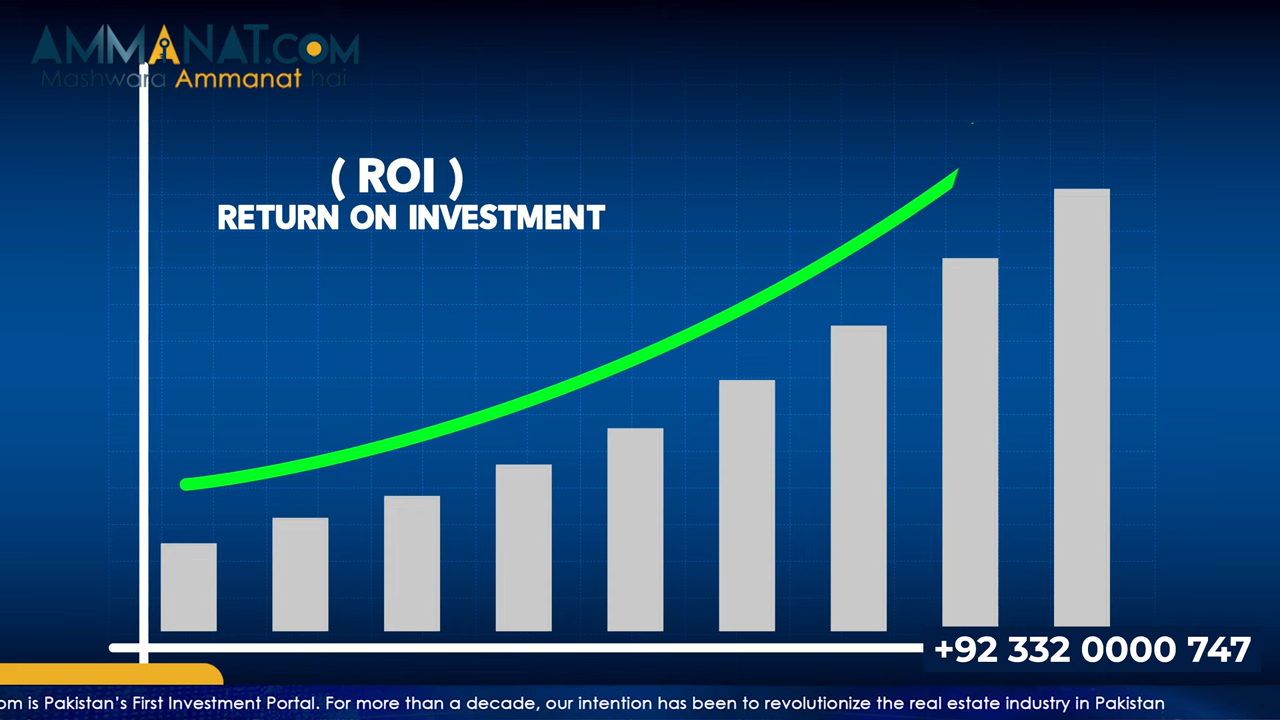 AMMANAT.COM
Mashwara Ammanat hai
( ROI )
RETURN ON INVESTMENT
+92 332 0000 747
om is Pakistan’s First Investment Portal. For more than a decade, our intention has been to revolutionize the real estate industry in Pakistan